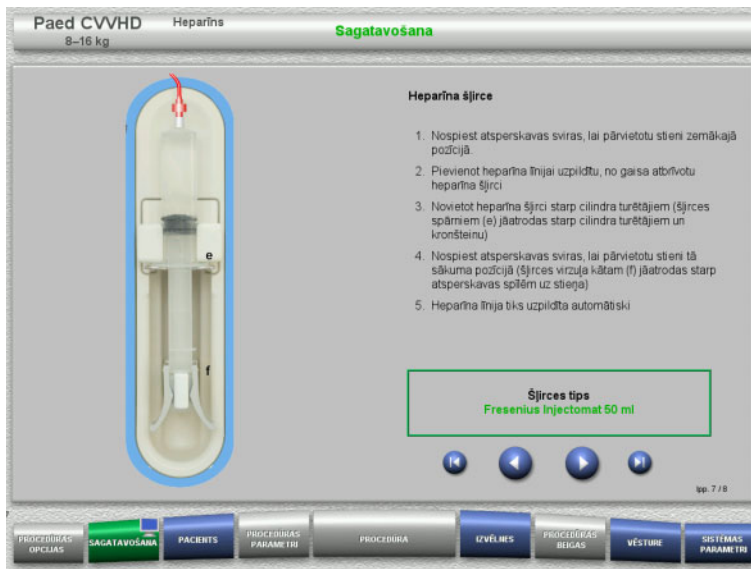 Paed CVVHD
Heparīns
8–16 kg
Sagatavošana
Heparīna šļirce
1. Nospiest atsperskavas sviras, lai pārvietotu stieni zemākajā
pozīcijā.
2. Pievienot heparīna līnijai uzpildītu, no gaisa atbrīvotu
heparīna šļirci
3. Novietot heparīna šļirci starp cilindra turētājiem (šļirces
spārniem (e) jāatrodas starp cilindra turētājiem un
kronšteinu)
4. Nospiest atsperskavas sviras, lai pārvietotu stieni tā
sākuma pozīcijā (šļirces virzuļa kātam (f) jāatrodas starp
atsperskavas spīlēm uz stieņa)
5. Heparīna līnija tiks uzpildīta automātiski
e
f
Šļirces tips
Fresenius Injectomat 50 ml
lpp. 7 / 8
PROCEDŪRAS
OPCIJAS
SAGATAVOŠANA
PACIENTS
PROCEDŪRAS
PARAMETRI
PROCEDŪRA
IZVĒLNES
PROCEDŪRAS
BEIGAS
VĒSTURE
SISTĒMAS
PARAMETRI